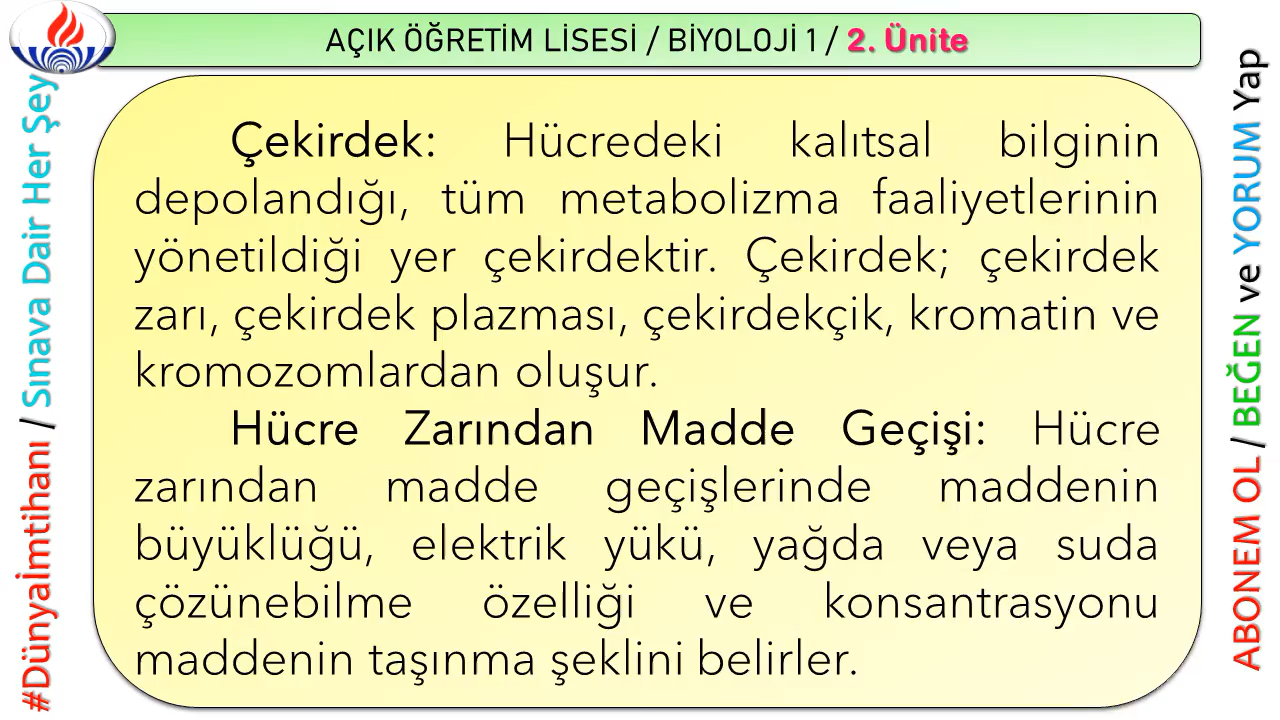 AÇIK ÖĞRETİM LİSESİ / BİYOLOJİ 1 / 2. Ünite
Çekirdek: Hücredeki kalıtsal bilginin
depolandığı, tüm metabolizma faaliyetlerinin
yönetildiği yer çekirdektir. Çekirdek; çekirdek
zarı, çekirdek plazması, çekirdekçik, kromatin ve
kromozomlardan oluşur.
Hücre Zarından Madde Geçişi: Hücre
zarından madde geçişlerinde maddenin
büyüklüğü, elektrik yükü, yağda veya suda
çözünebilme özelliği ve konsantrasyonu
maddenin taşınma şeklini belirler.
#Dünyaİmtihanı / Sınava Dair Her Şey
ABONEM OL / BEĞEN ve YORUM Yap